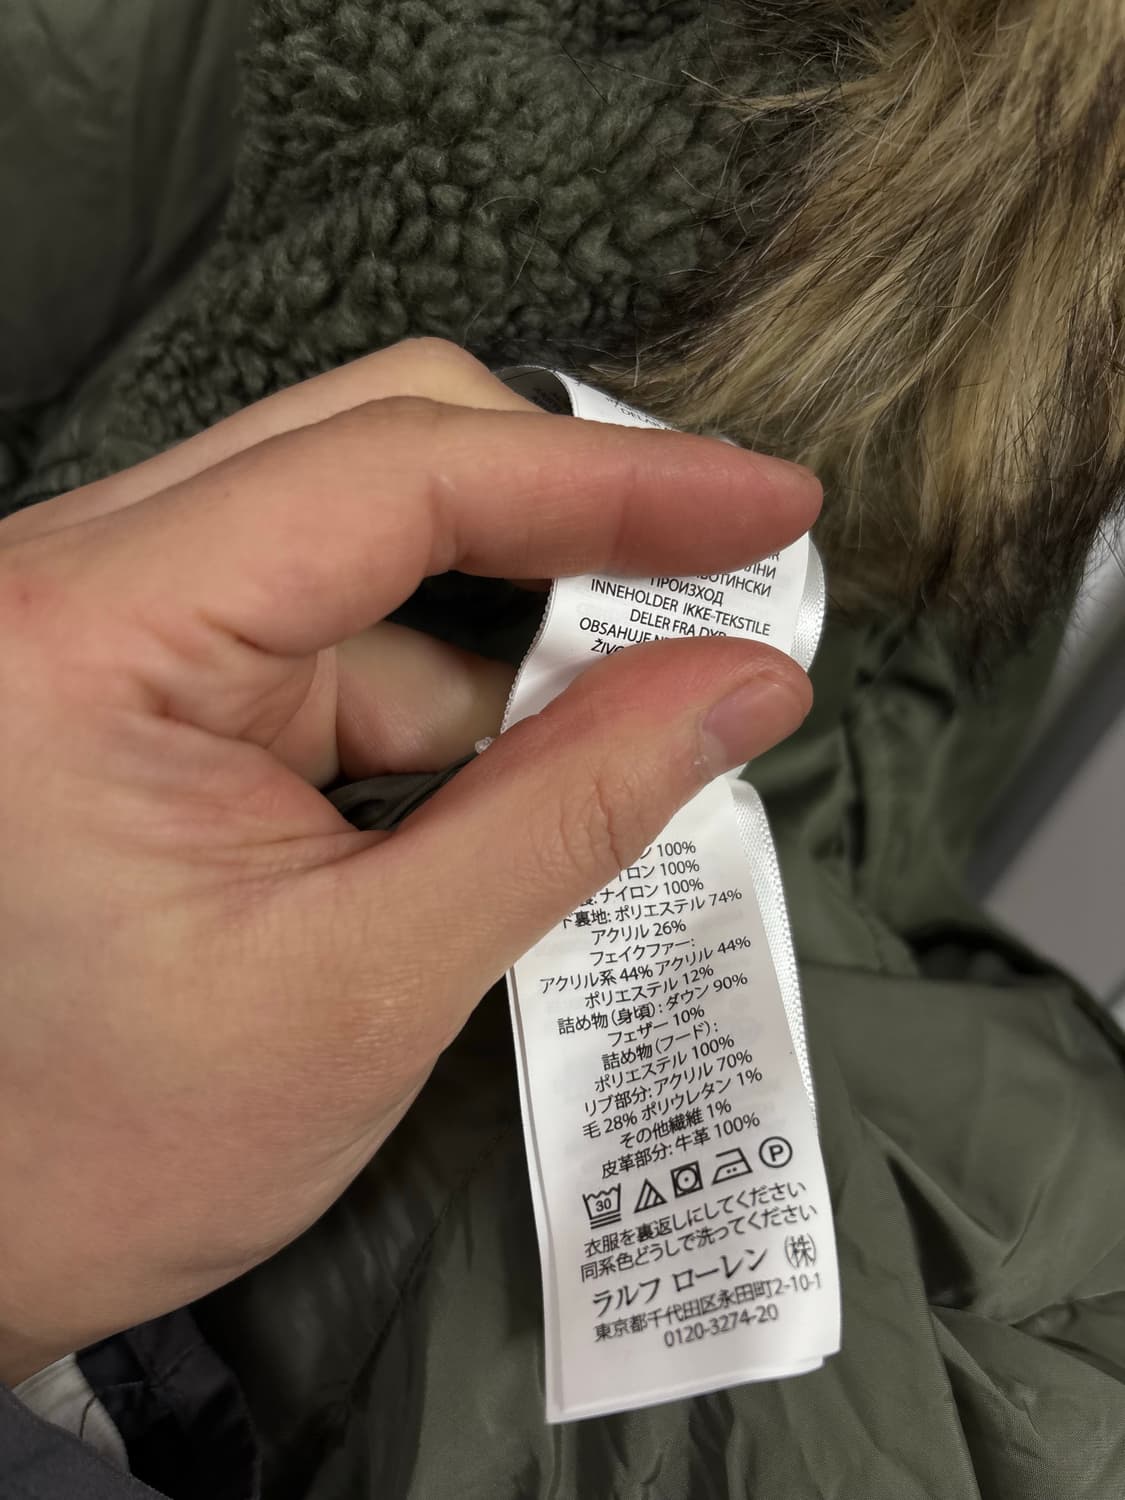 ПРОИЗХОД
INNEHOLDER IKKE-TEKSTILE
DELER FRA
OBSAHUJE
100%
100%
ナイロン 100%
裏地: ポリエステル 74%
アクリル 26%
フェイクファー:
アクリル系 44% アクリル 44%
ポリエステル 12%
詰め物(身頃): ダウン 90%
フェザー 10%
詰め物(フード):
ポリエステル 100%
リブ部分: アクリル 70%
毛 28% ポリウレタン 1%
その他繊維 1%
皮革部分: 牛革 100%
30 P
衣服を裏返しにしてください
同系色どうしで洗ってください
ラルフ ローレン ㈱
東京都千代田区永田町2-10-1
0120-3274-20